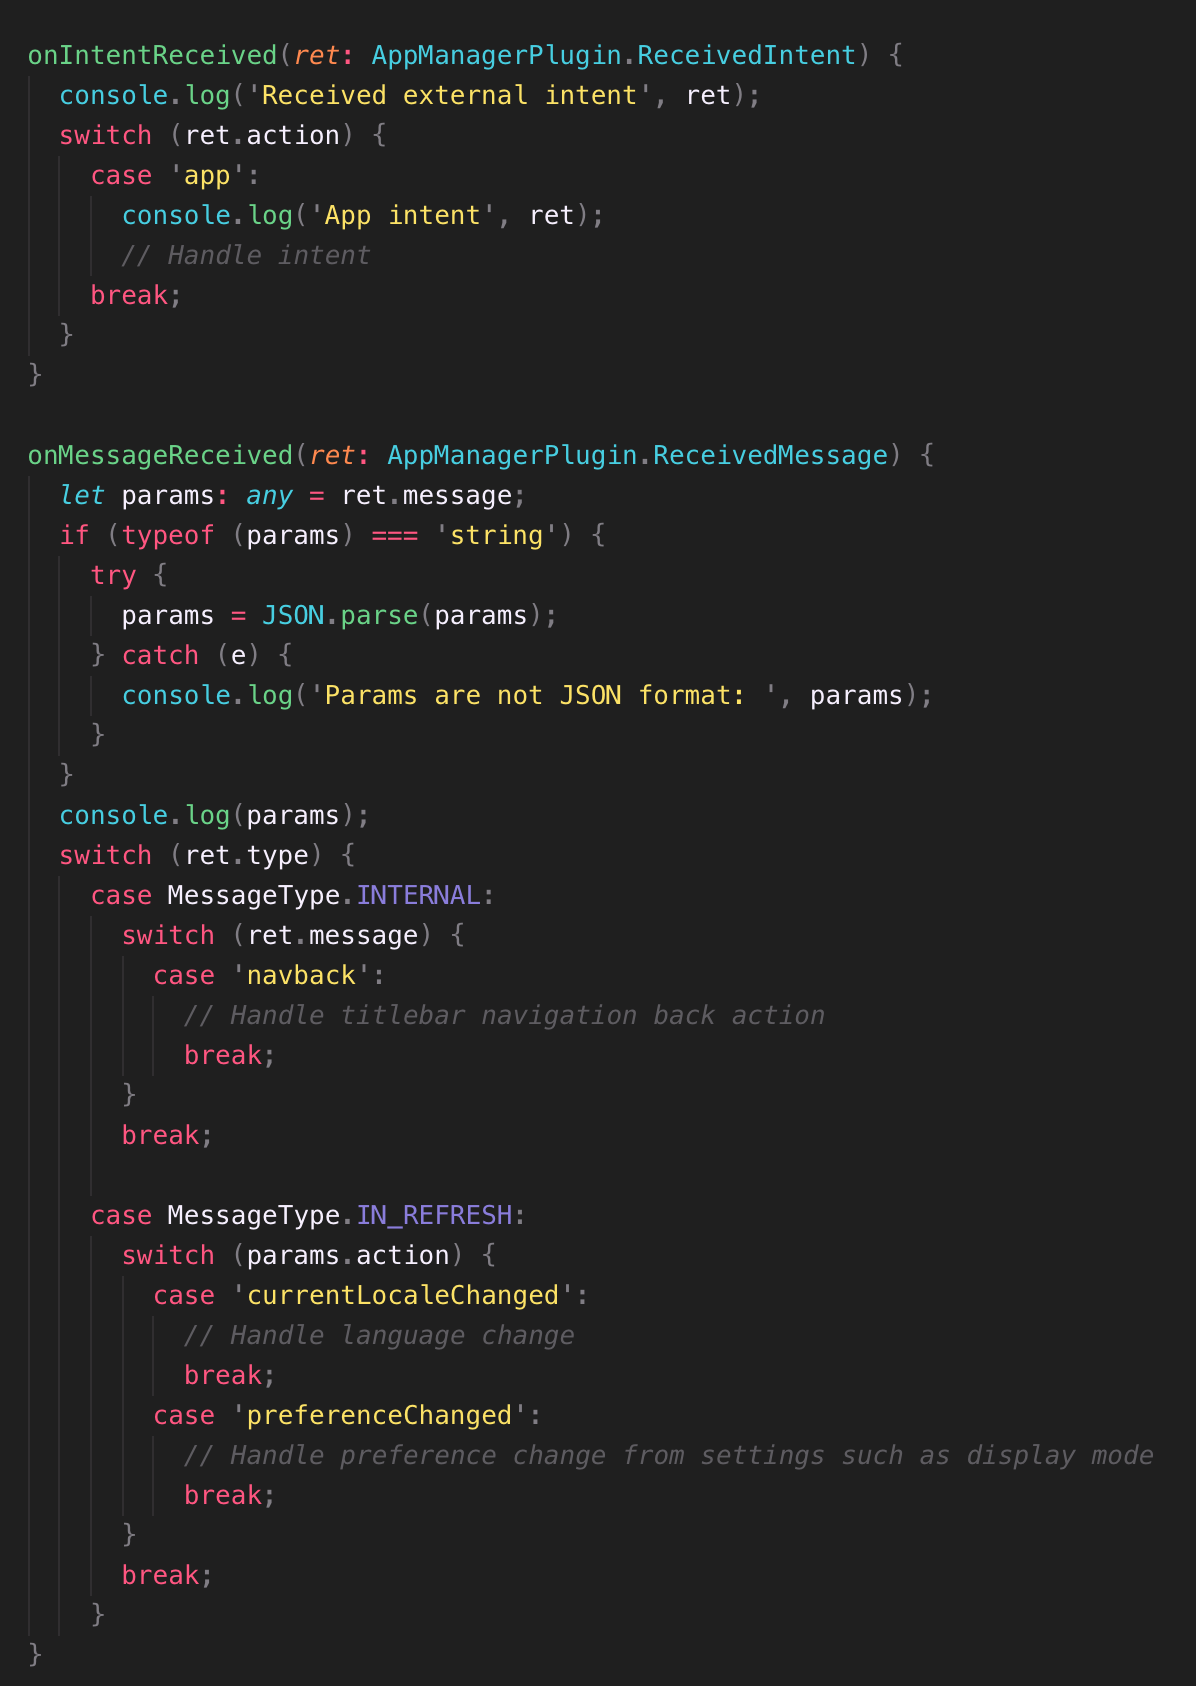 onIntentReceived(ret: AppManagerPlugin.ReceivedIntent) {
  console.log('Received external intent', ret);
  switch (ret.action) {
    case 'app':
      console.log('App intent', ret);
      // Handle intent
    break;
  }
}

onMessageReceived(ret: AppManagerPlugin.ReceivedMessage) {
  let params: any = ret.message;
  if (typeof (params) === 'string') {
    try {
      params = JSON.parse(params);
    } catch (e) {
      console.log('Params are not JSON format: ', params);
    }
  }
  console.log(params);
  switch (ret.type) {
    case MessageType.INTERNAL:
      switch (ret.message) {
        case 'navback':
          // Handle titlebar navigation back action
          break;
      }
      break;

    case MessageType.IN_REFRESH:
      switch (params.action) {
        case 'currentLocaleChanged':
          // Handle language change
          break;
        case 'preferenceChanged':
          // Handle preference change from settings such as display mode
          break;
      }
      break;
    }
}